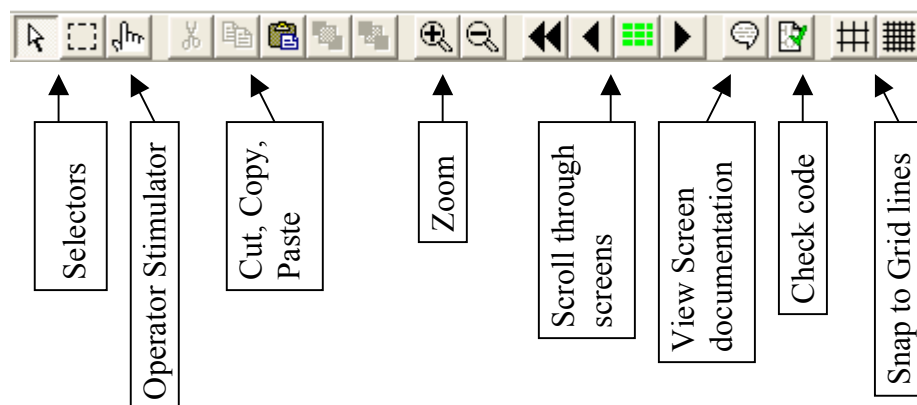 Selectors
Operator Stimulator
Cut, Copy,
Paste
Zoom
Scroll through
screens
View Screen
documentation
Check code
Snap to Grid lines